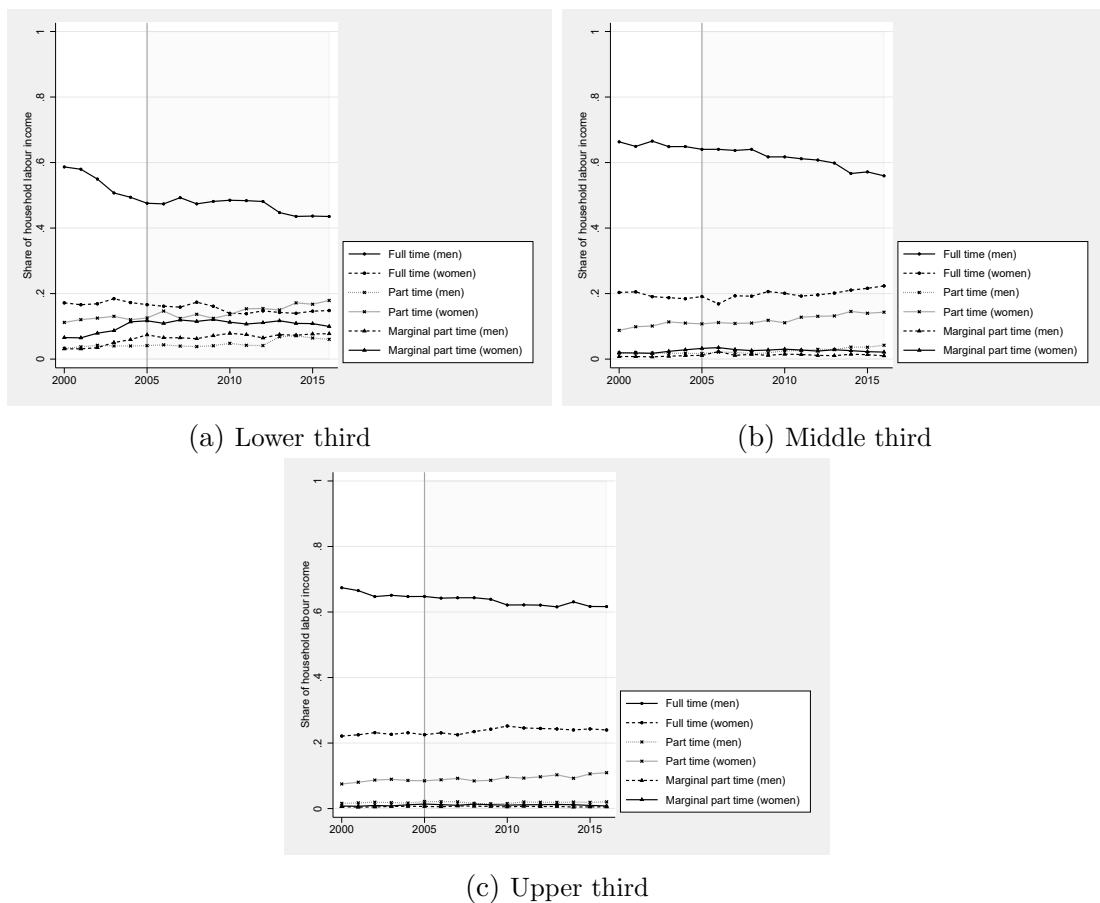 Share of household labour income
1
.8
.6
.4
.2
0
2000 2005 2010 2015
Full time (men)
Full time (women)
Part time (men)
Part time (women)
Marginal part time (men)
Marginal part time (women)
(a) Lower third
Share of household labour income
1
.8
.6
.4
.2
0
2000 2005 2010 2015
Full time (men)
Full time (women)
Part time (men)
Part time (women)
Marginal part time (men)
Marginal part time (women)
(b) Middle third
Share of household labour income
1
.8
.6
.4
.2
0
2000 2005 2010 2015
Full time (men)
Full time (women)
Part time (men)
Part time (women)
Marginal part time (men)
Marginal part time (women)
(c) Upper third